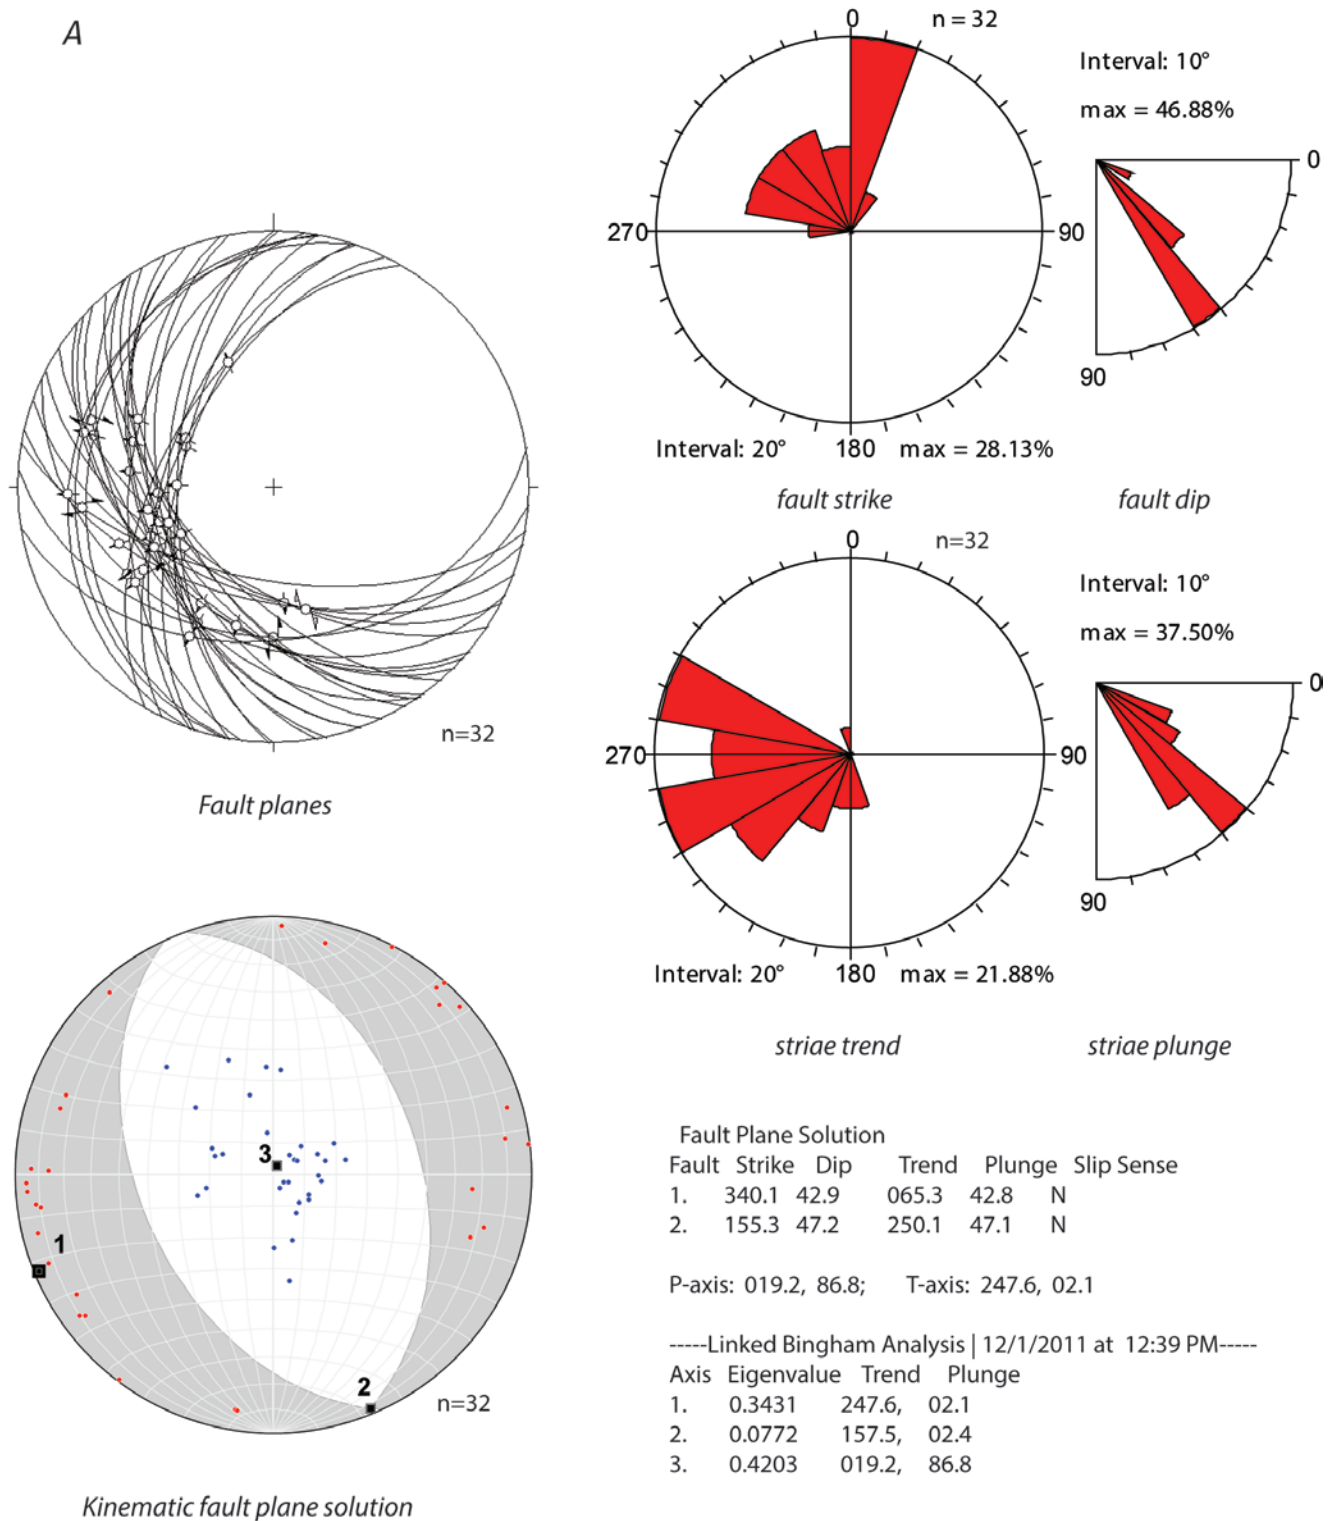 A
0
n = 32
Interval: 10°
max = 46.88%
0
270
90
90
Interval: 20°
180
max = 28.13%
fault strike
fault dip
n=32
Fault planes
0
n=32
Interval: 10°
max = 37.50%
0
270
90
90
Interval: 20°
180
max = 21.88%
striae trend
striae plunge
3
1
2
n=32
Kinematic fault plane solution
Fault Plane Solution
Fault Strike Dip Trend Plunge Slip Sense
1. 340.1 42.9 065.3 42.8 N
2. 155.3 47.2 250.1 47.1 N
P-axis: 019.2, 86.8; T-axis: 247.6, 02.1
-----Linked Bingham Analysis | 12/1/2011 at 12:39 PM-----
Axis Eigenvalue Trend Plunge
1. 0.3431 247.6, 02.1
2. 0.0772 157.5, 02.4
3. 0.4203 019.2, 86.8